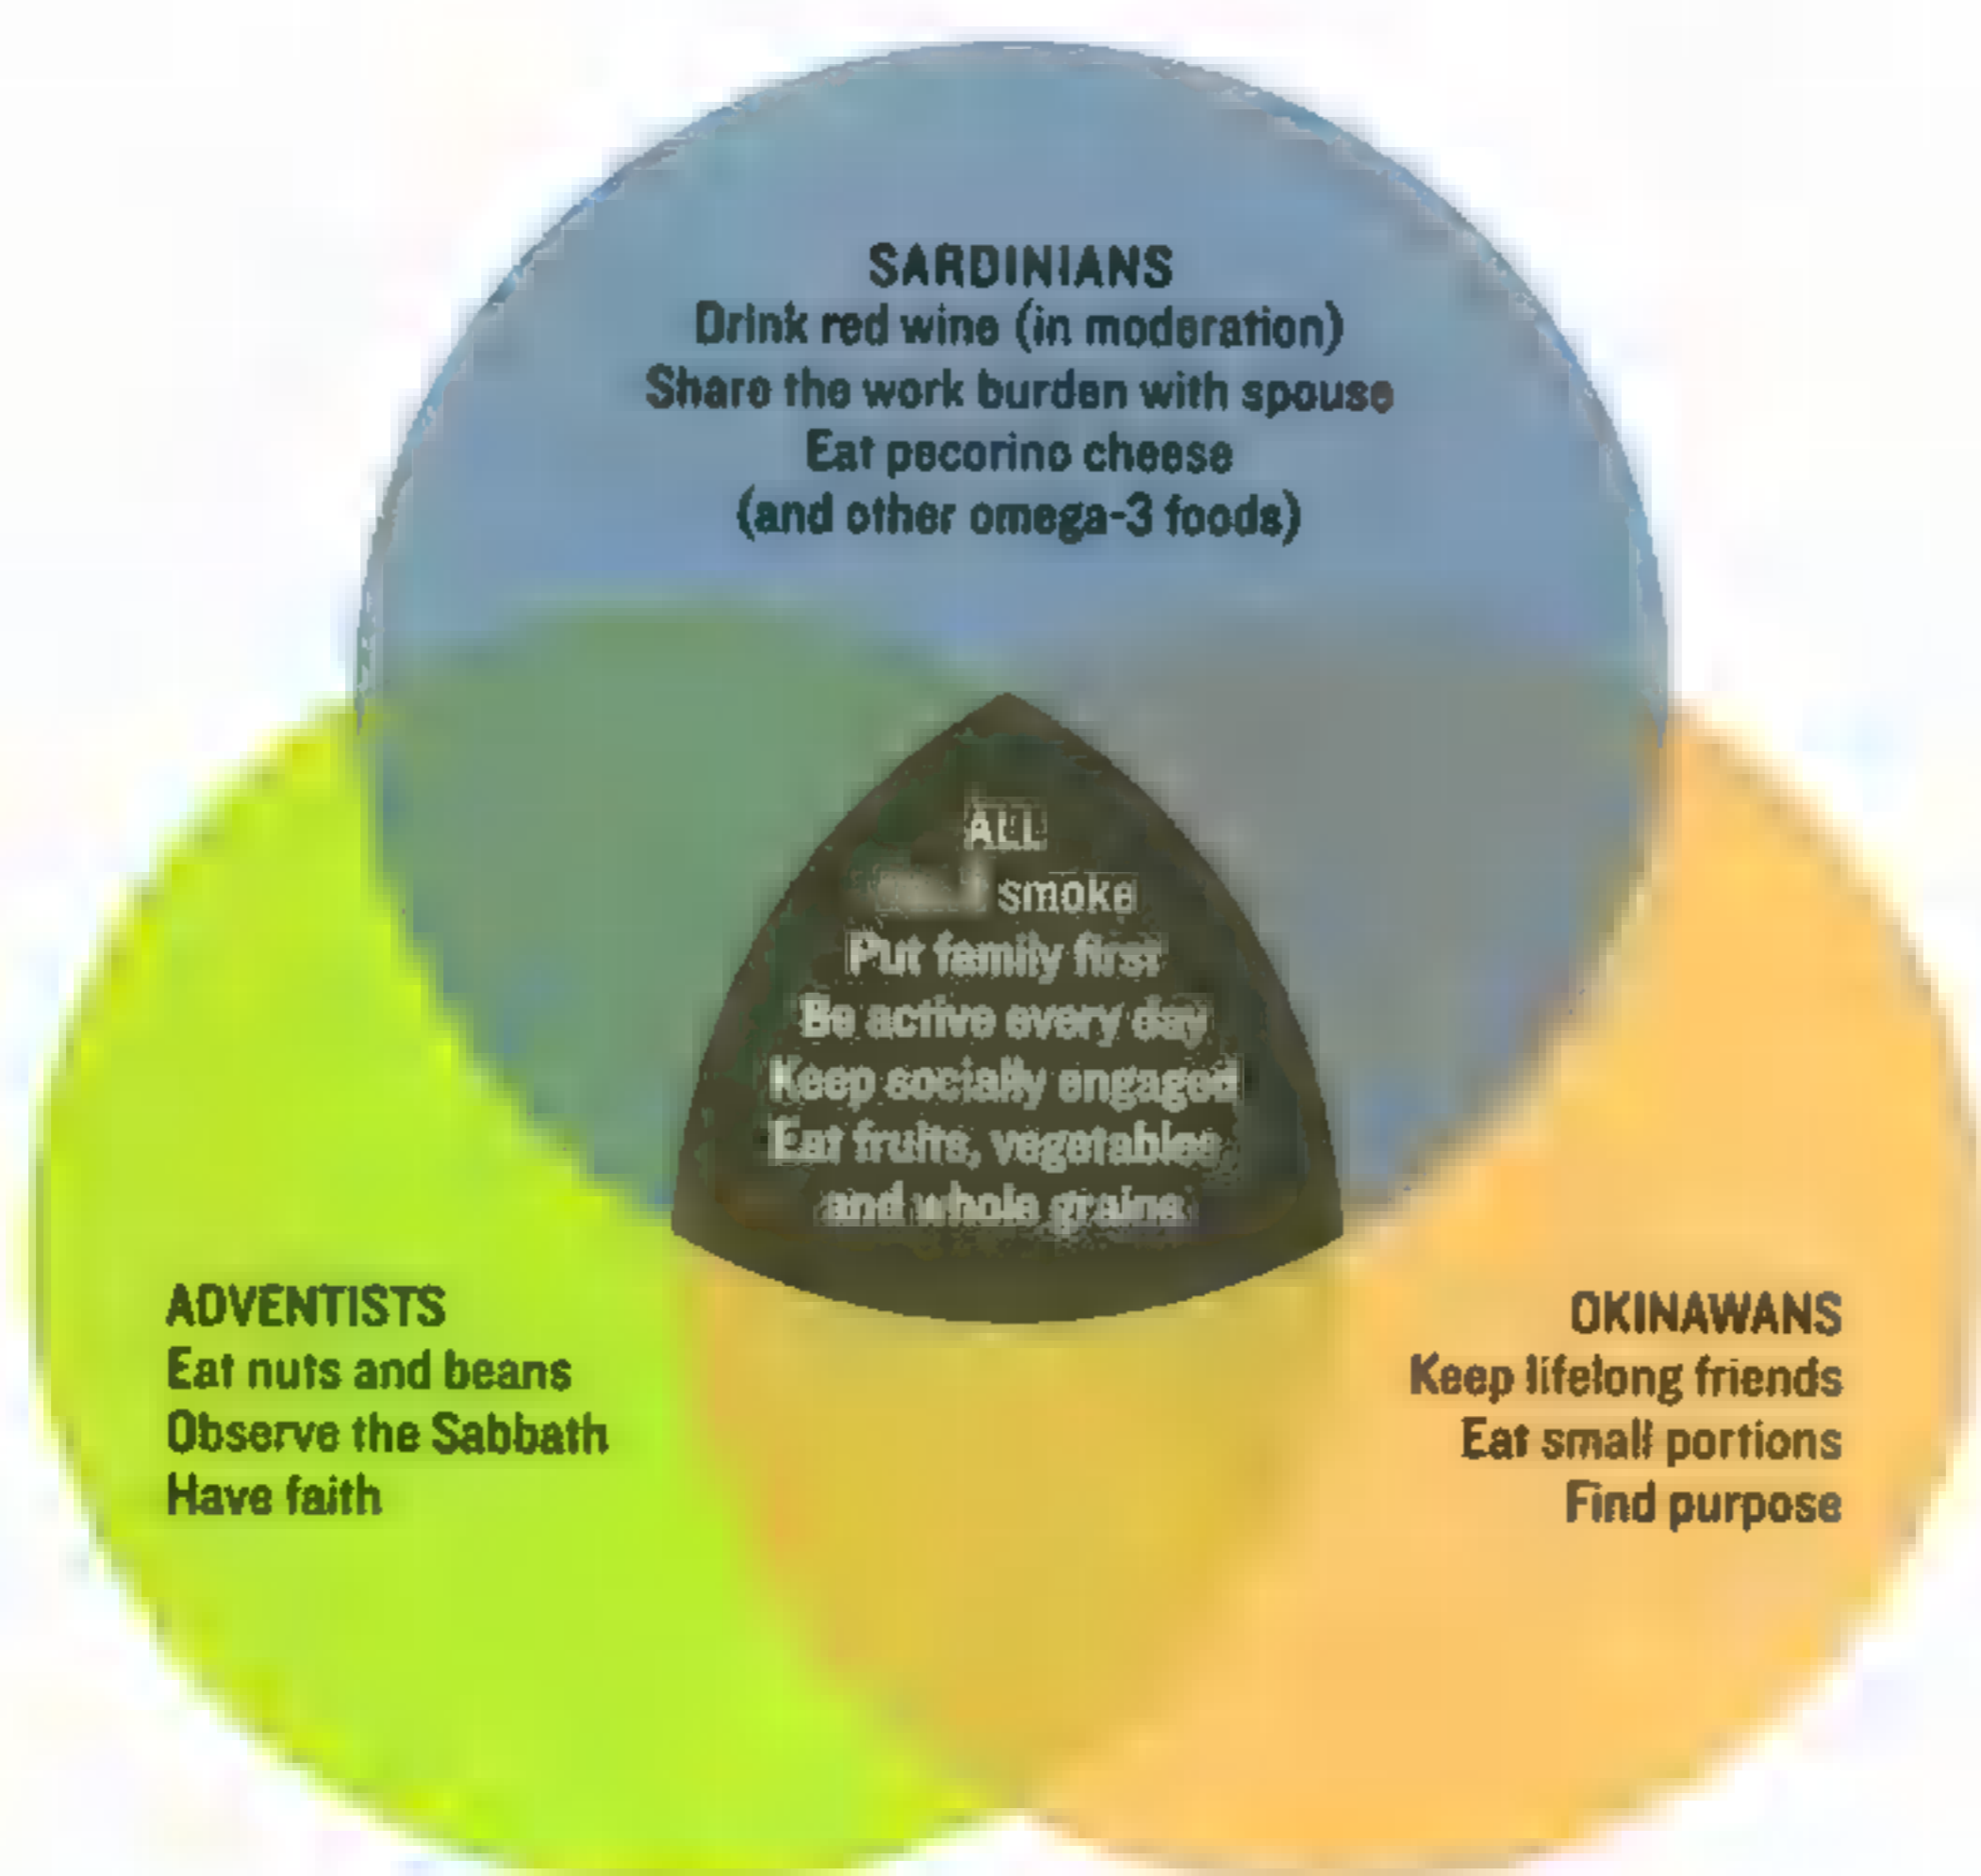 SARDINIANS
Drink red wine (in moderation)
Share the work burden with spouse
Eat pecorino cheese
(and other omega-3 foods)
ALL
smoke
Put family first
Be active every day
Keep socially engaged
Eat fruits, vegetables
and whole grains
ADVENTISTS
Eat nuts and beans
Observe the Sabbath
Have faith
OKINAWANS
Keep lifelong friends
Eat small portions
Find purpose